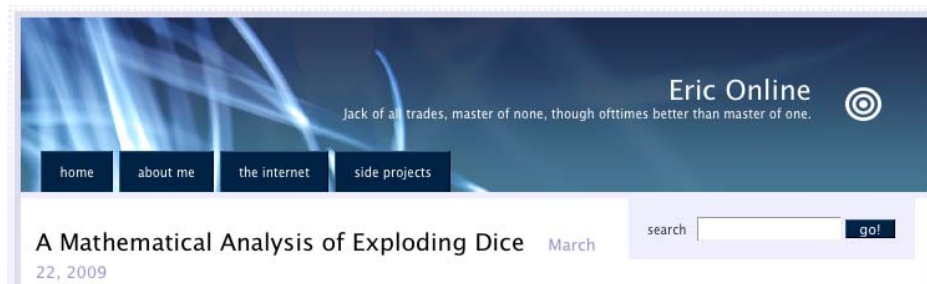 Eric Online
Jack of all trades, master of none, though ofttimes better than master of one.
home about me the internet side projects
search go!
A Mathematical Analysis of Exploding Dice March
22, 2009